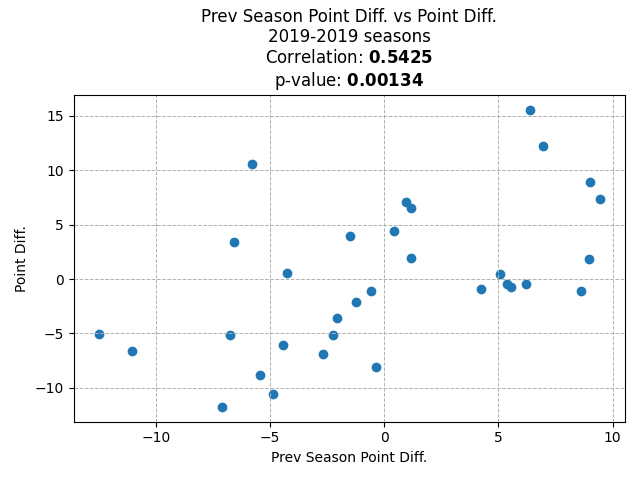 Prev Season Point Diff. vs Point Diff.
2019-2019 seasons
Correlation: 0.5425
p-value: 0.00134
15
10
5
0
−5
−10
Point Diff.
−10
−5
0
5
10
Prev Season Point Diff.